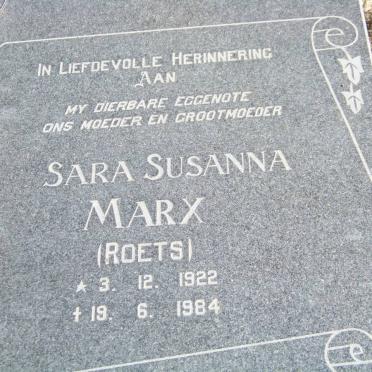 IN LIEFDEVOLLE HERINNERING
AAN
MY DIERBARE EGGENOTE
ONS MOEDER EN GROOTMOEDER
SARA SUSANNA
MARX
(ROETS)
* 3. 12. 1922
† 19. 6. 1984